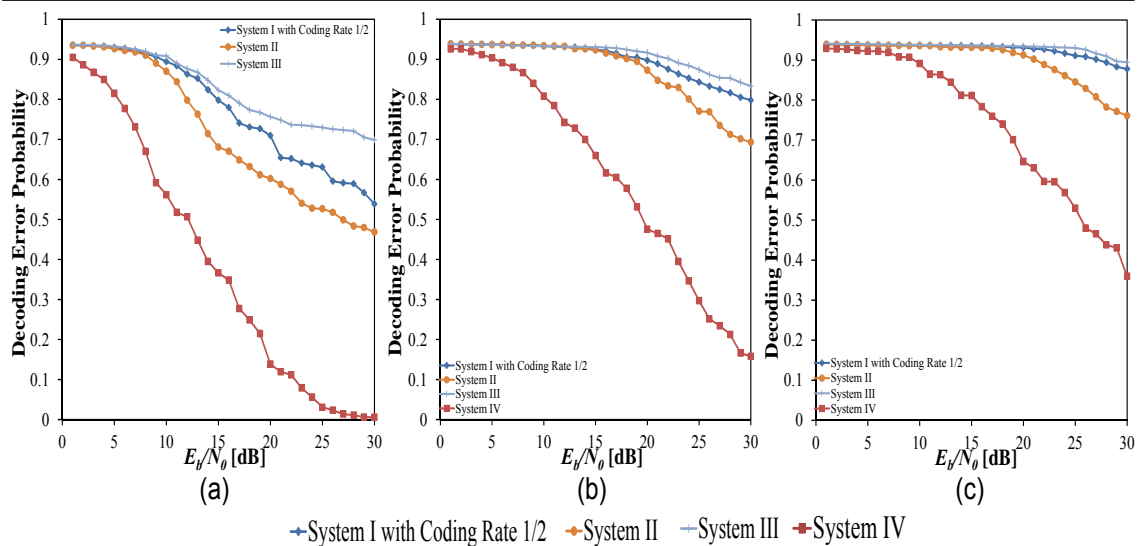 1
0.9
0.8
0.7
0.6
0.5
0.4
0.3
0.2
0.1
0
Decoding Error Probability
System I with Coding Rate 1/2
System II
System III
0 5 10 15 20 25 30
E_b/N_0 [dB]
(a)
1
0.9
0.8
0.7
0.6
0.5
0.4
0.3
0.2
0.1
0
Decoding Error Probability
System I with Coding Rate 1/2
System II
System III
System IV
0 5 10 15 20 25 30
E_b/N_0 [dB]
(b)
1
0.9
0.8
0.7
0.6
0.5
0.4
0.3
0.2
0.1
0
Decoding Error Probability
System I with Coding Rate 1/2
System II
System III
System IV
0 5 10 15 20 25 30
E_b/N_0 [dB]
(c)
System I with Coding Rate 1/2 System II System III System IV